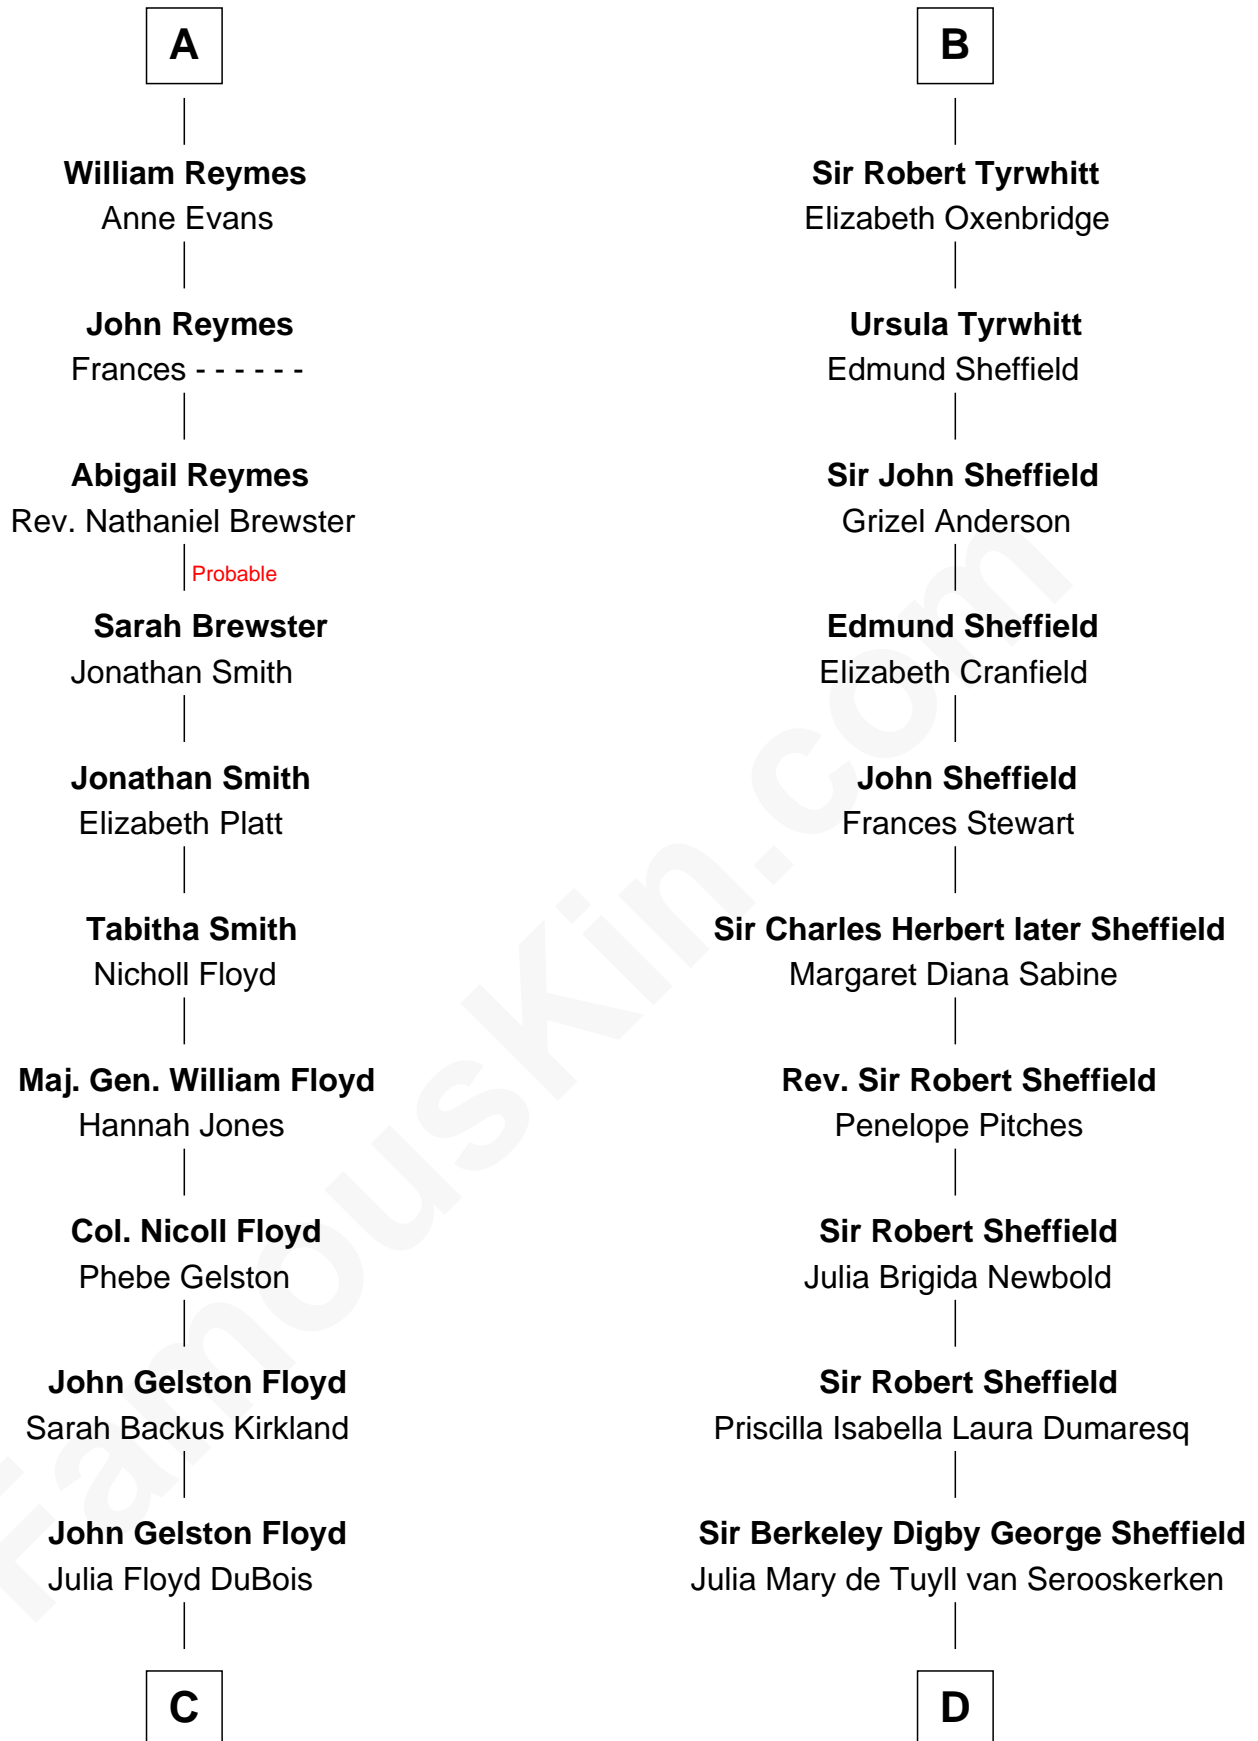 A
William Reymes
Anne Evans
John Reymes
Frances - - - - - -
Abigail Reymes
Rev. Nathaniel Brewster
Probable
Sarah Brewster
Jonathan Smith
Jonathan Smith
Elizabeth Platt
Tabitha Smith
Nicholl Floyd
Maj. Gen. William Floyd
Hannah Jones
Col. Nicoll Floyd
Phebe Gelston
John Gelston Floyd
Sarah Backus Kirkland
John Gelston Floyd
Julia Floyd DuBois
C
B
Sir Robert Tyrwhitt
Elizabeth Oxenbridge
Ursula Tyrwhitt
Edmund Sheffield
Sir John Sheffield
Grizel Anderson
Edmund Sheffield
Elizabeth Cranfield
John Sheffield
Frances Stewart
Sir Charles Herbert later Sheffield
Margaret Diana Sabine
Rev. Sir Robert Sheffield
Penelope Pitches
Sir Robert Sheffield
Julia Brigida Newbold
Sir Robert Sheffield
Priscilla Isabella Laura Dumaresq
Sir Berkeley Digby George Sheffield
Julia Mary de Tuyll van Serooskerken
D
FamousKin.com